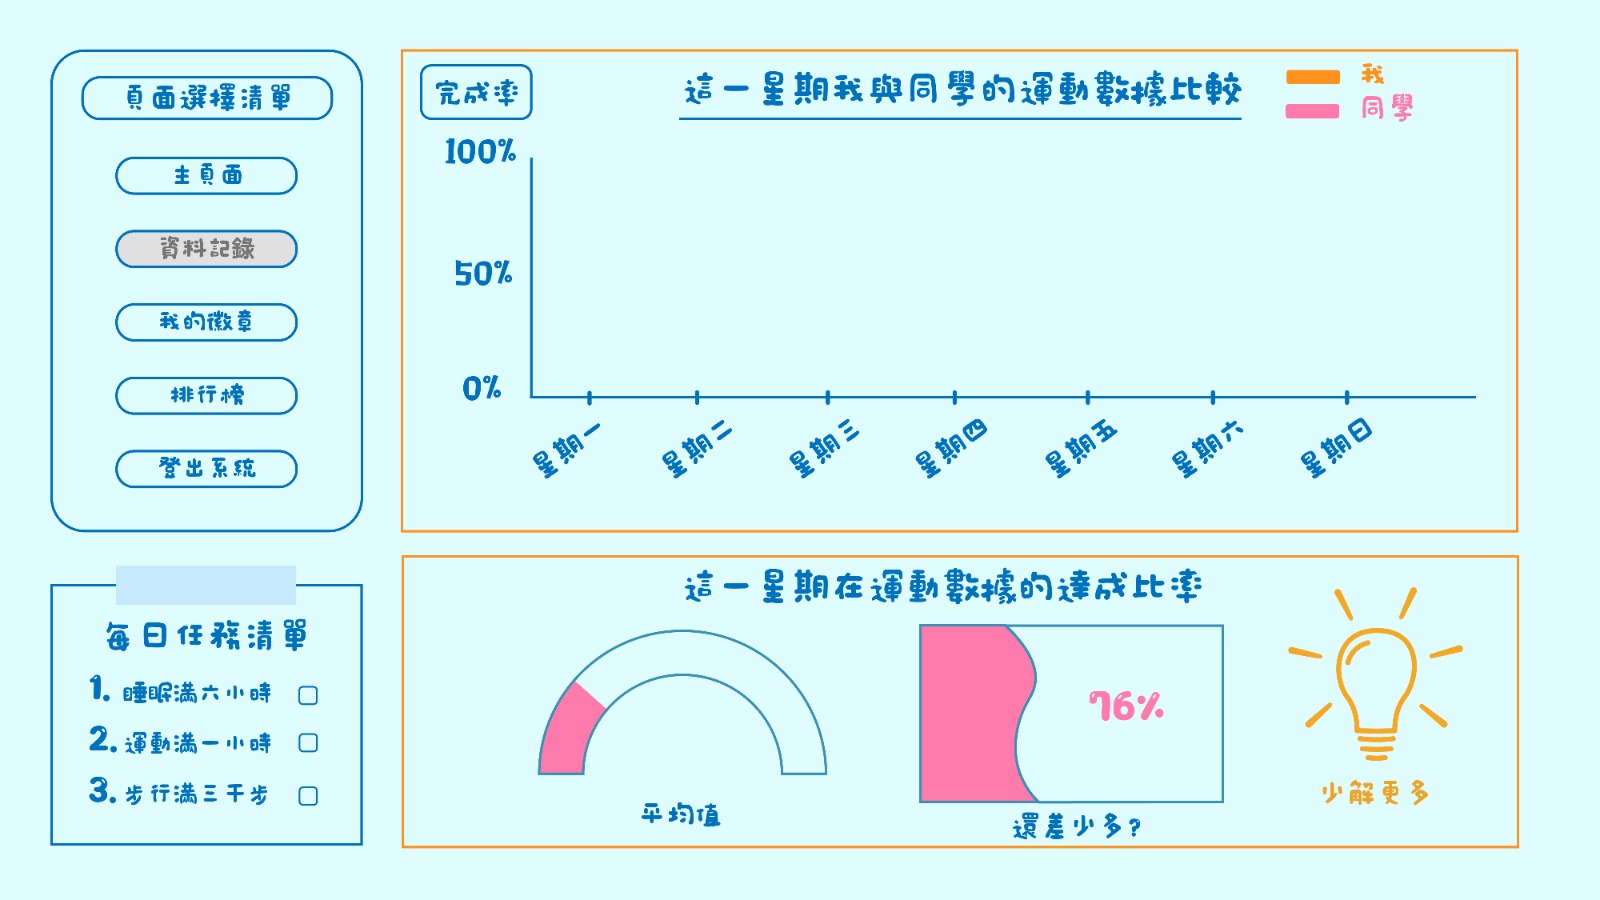 頁面選擇清單
主頁面
資料記錄
我的徽章
排行榜
登出系統
每日任務清單
1. 睡眠滿六小時
2. 運動滿一小時
3. 步行滿三千步
完成率
這一星期我與同學的運動數據比較
我
同學
100%
50%
0%
星期一
星期二
星期三
星期四
星期五
星期六
星期日
這一星期在運動數據的達成比率
平均值
76%
還差少多?
少解更多